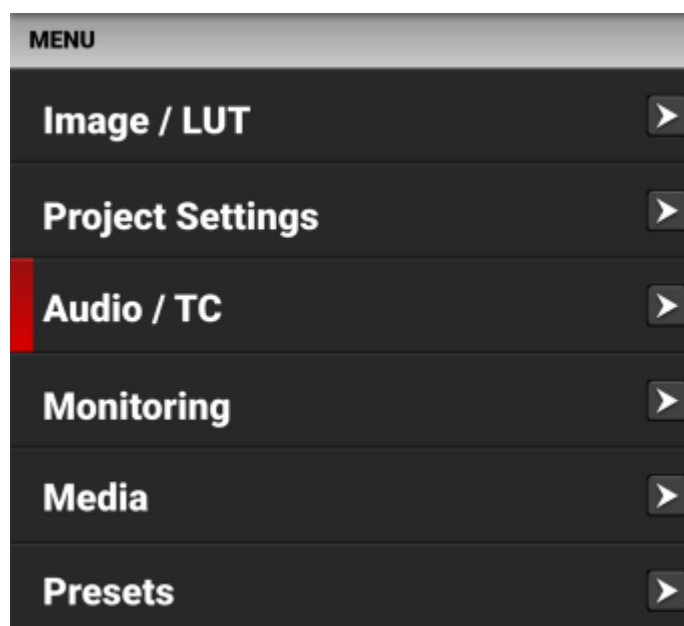 MENU
Image / LUT
Project Settings
Audio / TC
Monitoring
Media
Presets